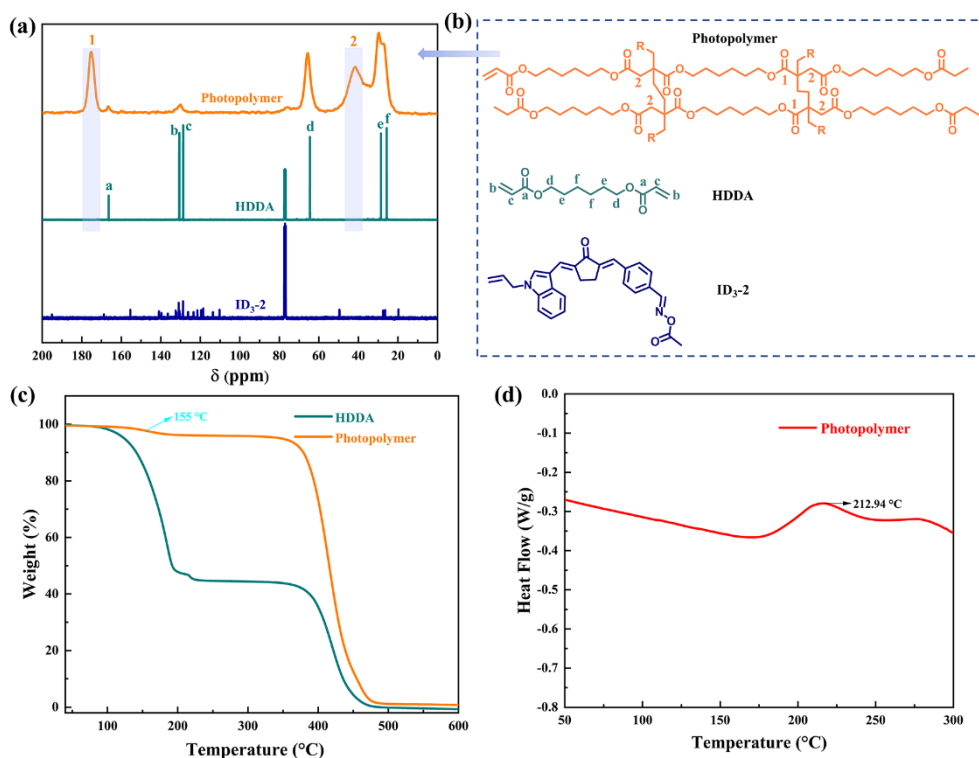 (a)
1
2
Photopolymer
a
b
c
d
e
f
HDDA
ID₃-2
200 180 160 140 120 100 80 60 40 20 0
δ (ppm)
(b)
Photopolymer
R
R
O O O O O O O O
1 2
2 1
O O O O O O O O
2 1 2
O O O O O O O O
R
R
b c a O O d e f f e d O O a c b
HDDA
O
N
N
O
O
ID₃-2
(c)
155 °C
HDDA
Photopolymer
100
80
60
40
20
0
Weight (%)
100 200 300 400 500 600
Temperature (°C)
(d)
Photopolymer
212.94 °C
0.0
-0.1
-0.2
-0.3
-0.4
-0.5
-0.6
-0.7
-0.8
Heat Flow (W/g)
50 100 150 200 250 300
Temperature (°C)